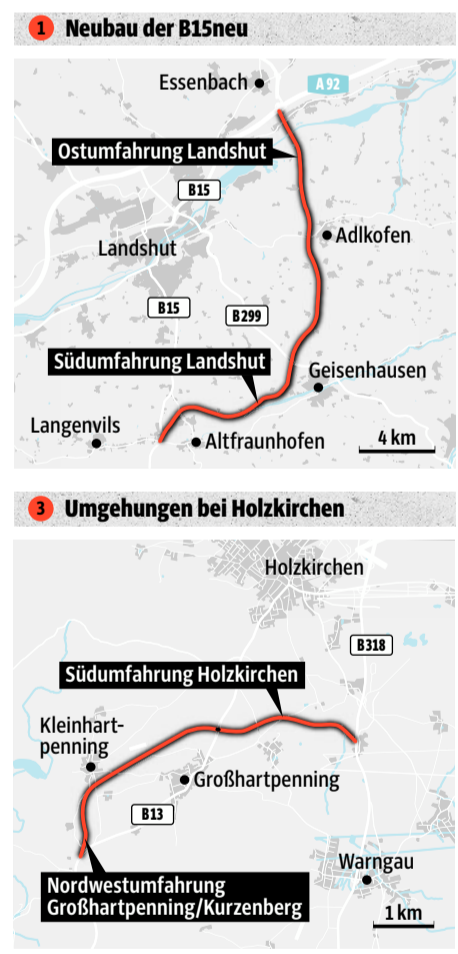 1 Neubau der B15neu
Essenbach
A 92
Ostumfahrung Landshut
B15
Adlkofen
Landshut
B15
B299
Südumfahrung Landshut
Geisenhausen
Langenvils
Altfraunhofen
4 km
3 Umgehungen bei Holzkirchen
Holzkirchen
B318
Südumfahrung Holzkirchen
Kleinhart-
penning
Großhartpenning
B13
Warngau
Nordwestumfahrung
Großhartpenning/Kurzenberg
1 km